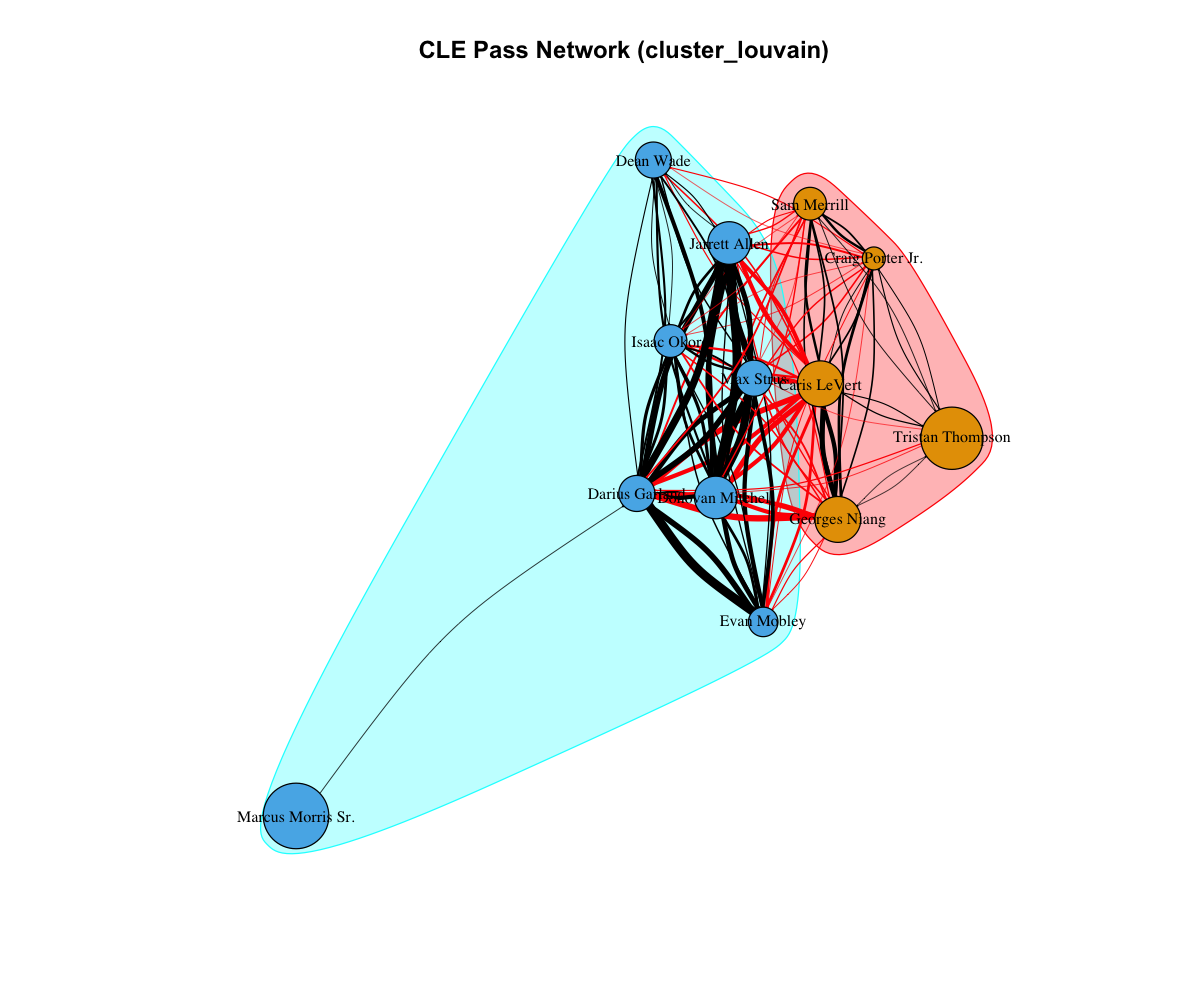 CLE Pass Network (cluster_louvain)
Dean Wade
Sam Merrill
Jarrett Allen
Craig Porter Jr.
Isaac Okoro
Max Strus
Caris LeVert
Tristan Thompson
Darius Garland
Donovan Mitchell
Georges Niang
Evan Mobley
Marcus Morris Sr.